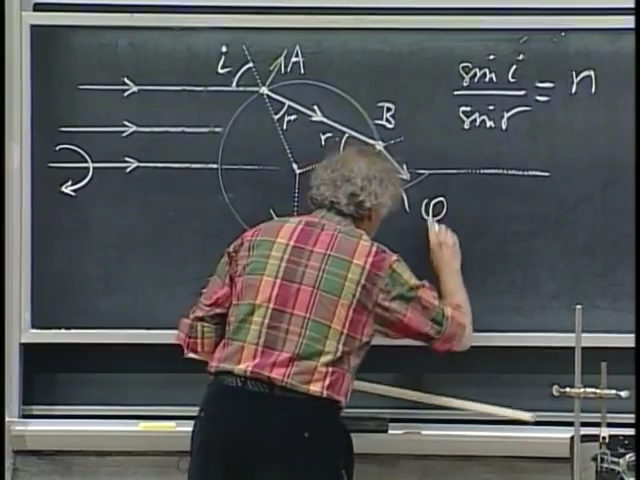 i
A
r
r
B
φ
sin i / sin r = n